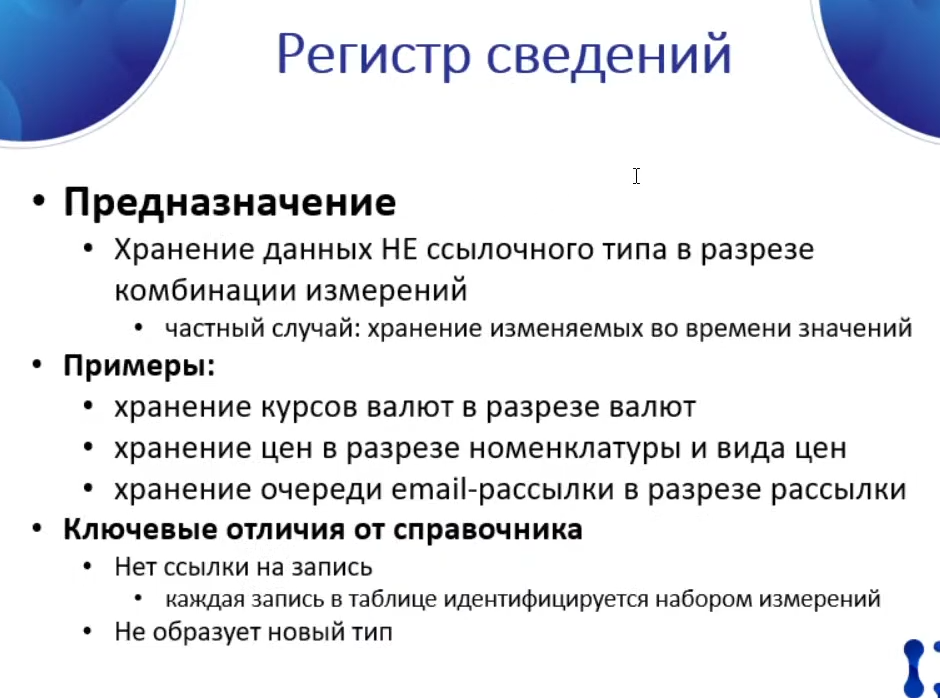 Регистр сведений
• Предназначение
• Хранение данных НЕ ссылочного типа в разрезе
комбинации измерений
• частный случай: хранение изменяемых во времени значений
• Примеры:
• хранение курсов валют в разрезе валют
• хранение цен в разрезе номенклатуры и вида цен
• хранение очереди email-рассылки в разрезе рассылки
• Ключевые отличия от справочника
• Нет ссылки на запись
• каждая запись в таблице идентифицируется набором измерений
• Не образует новый тип